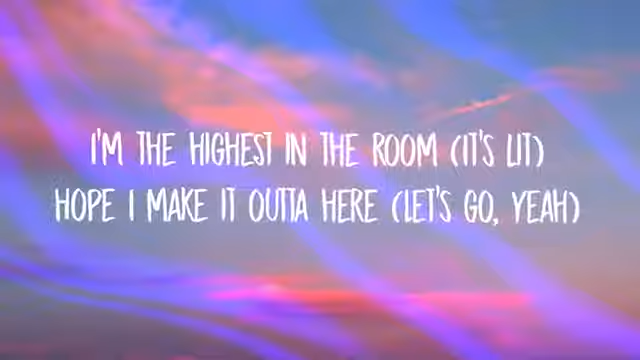 I'M THE HIGHEST IN THE ROOM (IT'S LIT)
HOPE I MAKE IT OUTTA HERE (LET'S GO, YEAH)